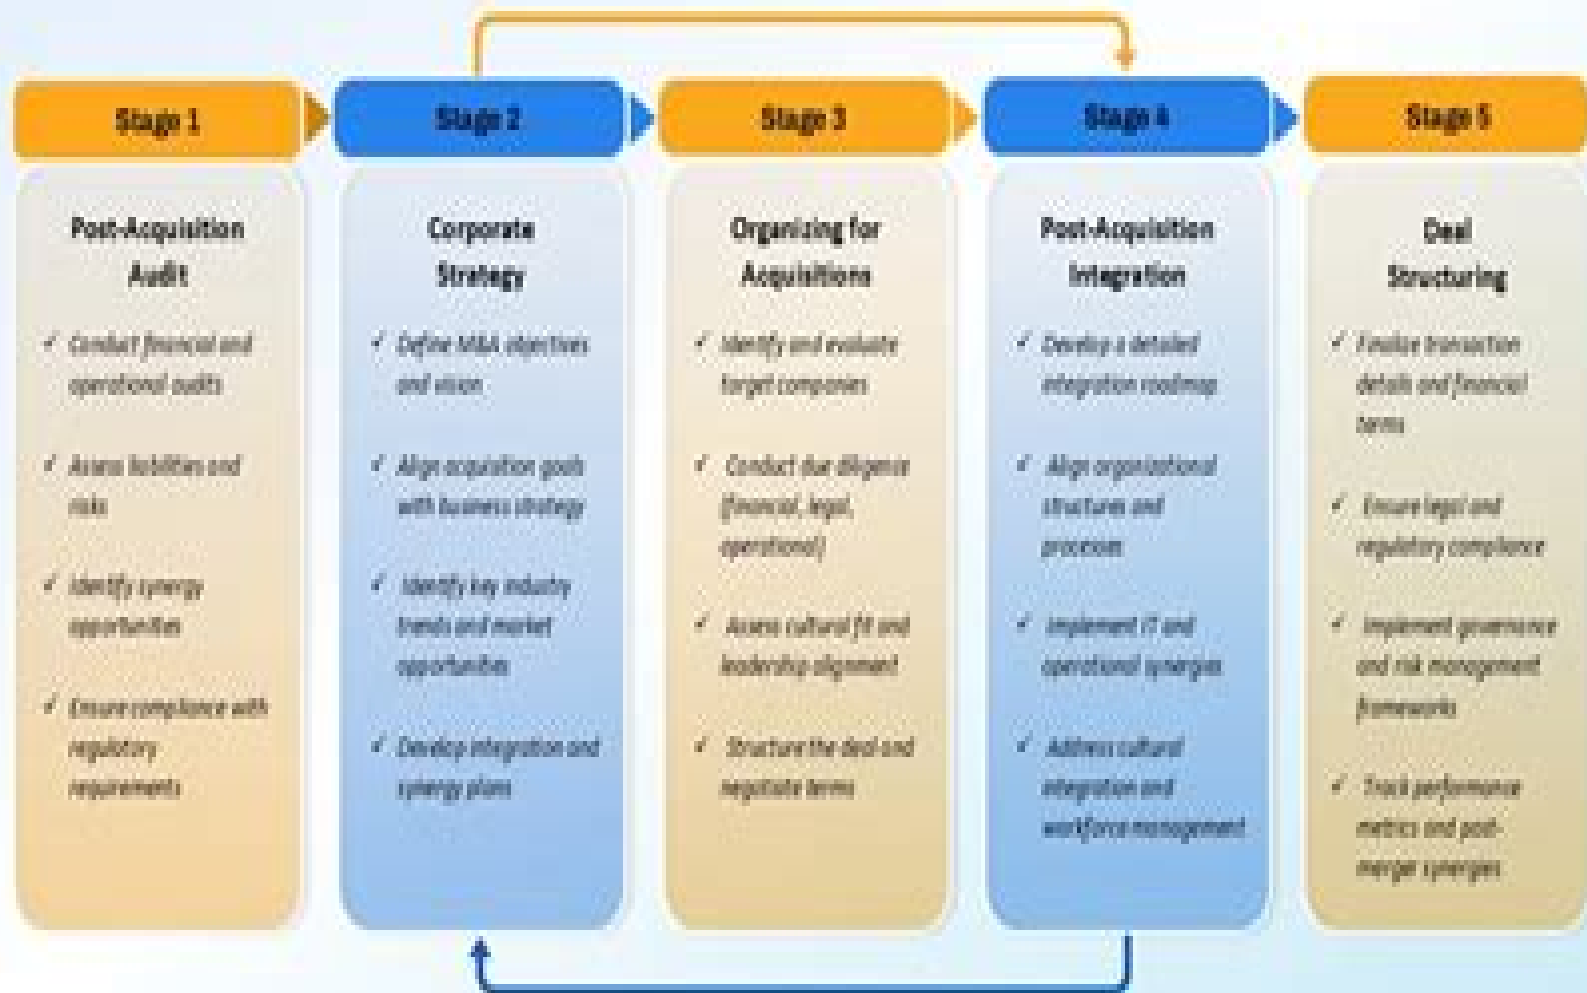 Stage 1
Post-Acquisition
Audit
✓ Conduct financial and
operational audits
✓ Assess liabilities and
risks
✓ Identify synergy
opportunities
✓ Ensure compliance with
regulatory
requirements
Stage 2
Corporate
Strategy
✓ Define M&A objectives
and vision
✓ Align acquisition goals
with business strategy
✓ Identify key industry
trends and market
opportunities
✓ Develop integration and
synergy plans
Stage 3
Organizing for
Acquisitions
✓ Identify and evaluate
target companies
✓ Conduct due diligence
(financial, legal,
operational)
✓ Assess cultural fit and
leadership alignment
✓ Structure the deal and
negotiate terms
Stage 4
Post-Acquisition
Integration
✓ Develop a detailed
integration roadmap
✓ Align organizational
structures and
processes
✓ Implement IT and
operational synergies
✓ Address cultural
integration and
workforce management
Stage 5
Deal
Structuring
✓ Finalize transaction
details and financial
terms
✓ Ensure legal and
regulatory compliance
✓ Implement governance
and risk management
frameworks
✓ Track performance
metrics and post-
merger synergies